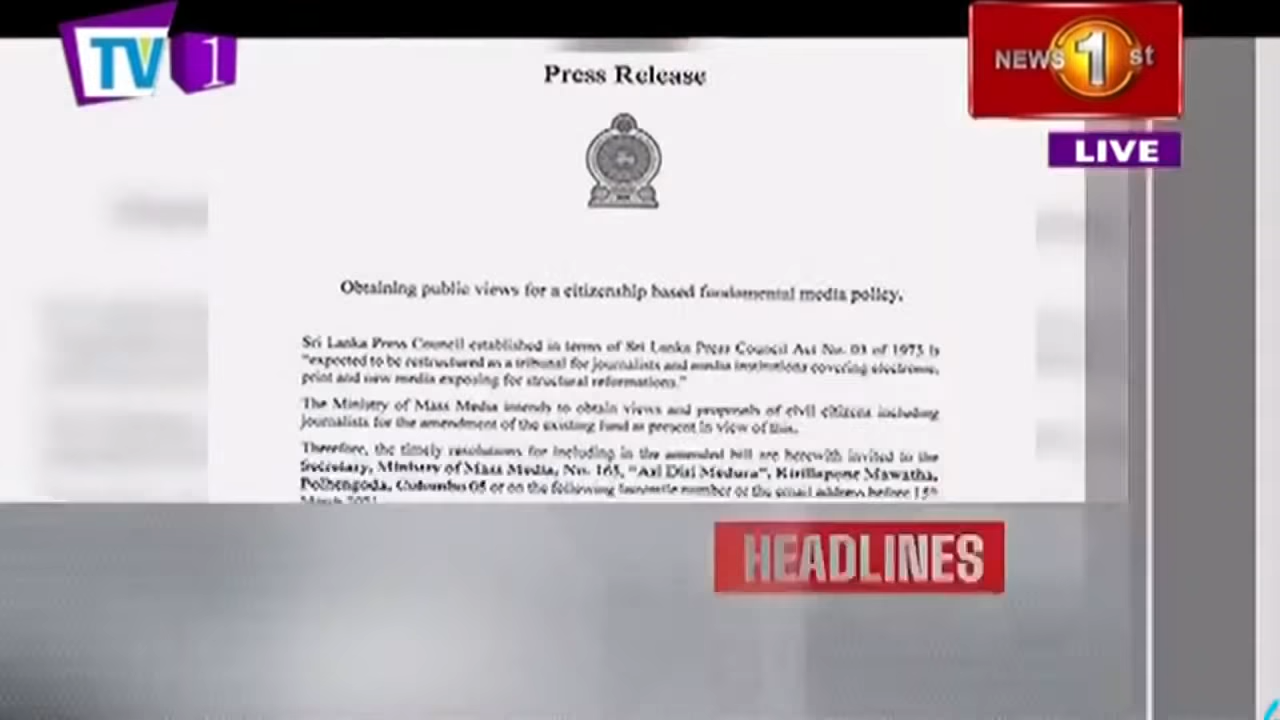 TV1
NEWS 1st
LIVE
Press Release
Obtaining public views for a citizenship based fundamental media policy.
Sri Lanka Press Council established in terms of Sri Lanka Press Council Act No. 03 of 1973 is
"expected to be restructured as a tribunal for journalists and media institutions covering electronic,
print and new media exposing for structural reformations."
The Ministry of Mass Media intends to obtain views and proposals of civil citizens including
journalists for the amendment of the existing fund as present in view of this.
Therefore, the timely resolutions for including in the amended bill are herewith invited to the
Secretary, Ministry of Mass Media, No. 163, "Asi Disi Medura", Kirillapone Mawatha,
Polhengoda, Colombo 05 or on the following facsimile number or the email address before 15th
HEADLINES